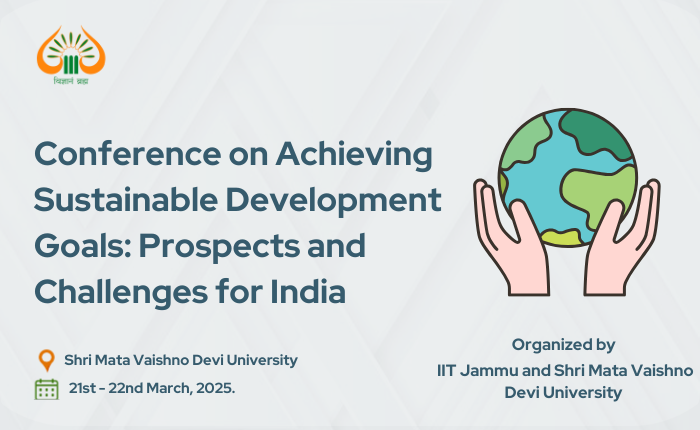 विज्ञानं ब्रह्म
Conference on Achieving
Sustainable Development
Goals: Prospects and
Challenges for India
Shri Mata Vaishno Devi University
21st - 22nd March, 2025.
Organized by
IIT Jammu and Shri Mata Vaishno
Devi University